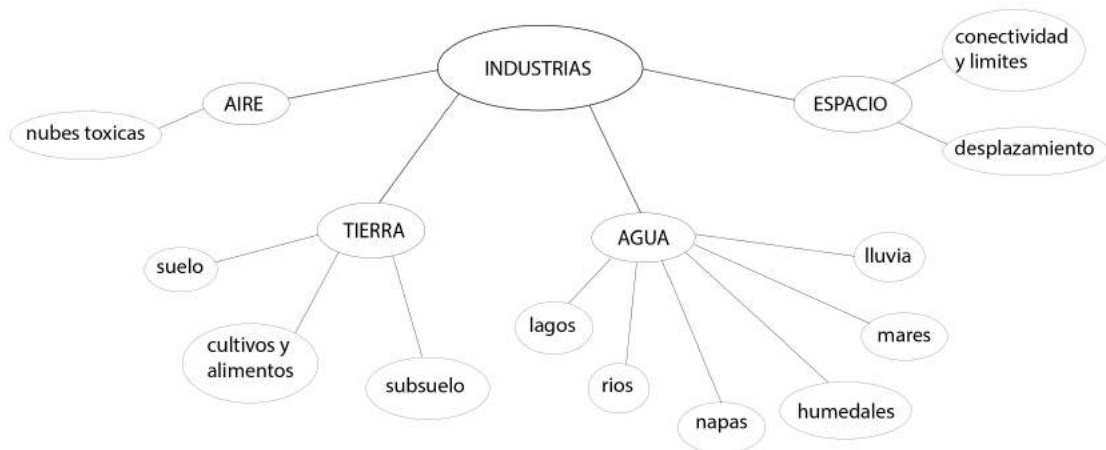 INDUSTRIAS
AIRE
nubes toxicas
TIERRA
suelo
cultivos y
alimentos
subsuelo
AGUA
lagos
rios
napas
humedales
mares
lluvia
ESPACIO
conectividad
y limites
desplazamiento